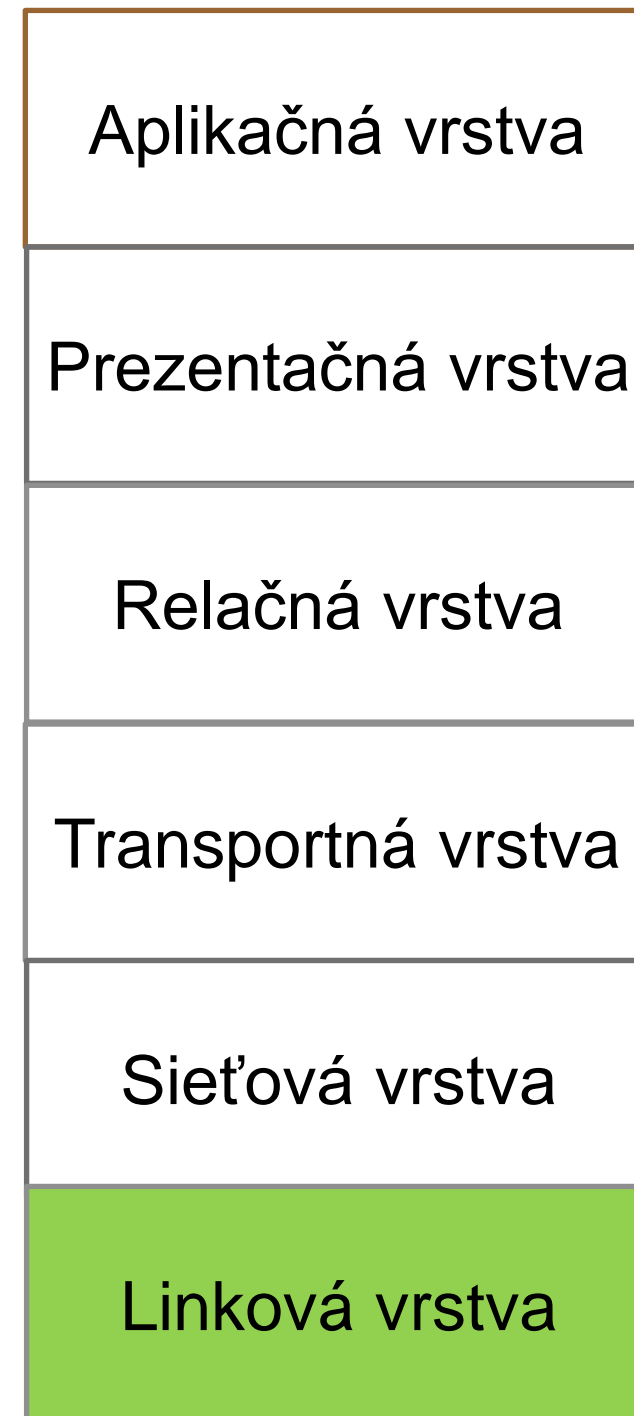 Aplikačná vrstva
Prezentačná vrstva
Relačná vrstva
Transportná vrstva
Sieťová vrstva
Linková vrstva